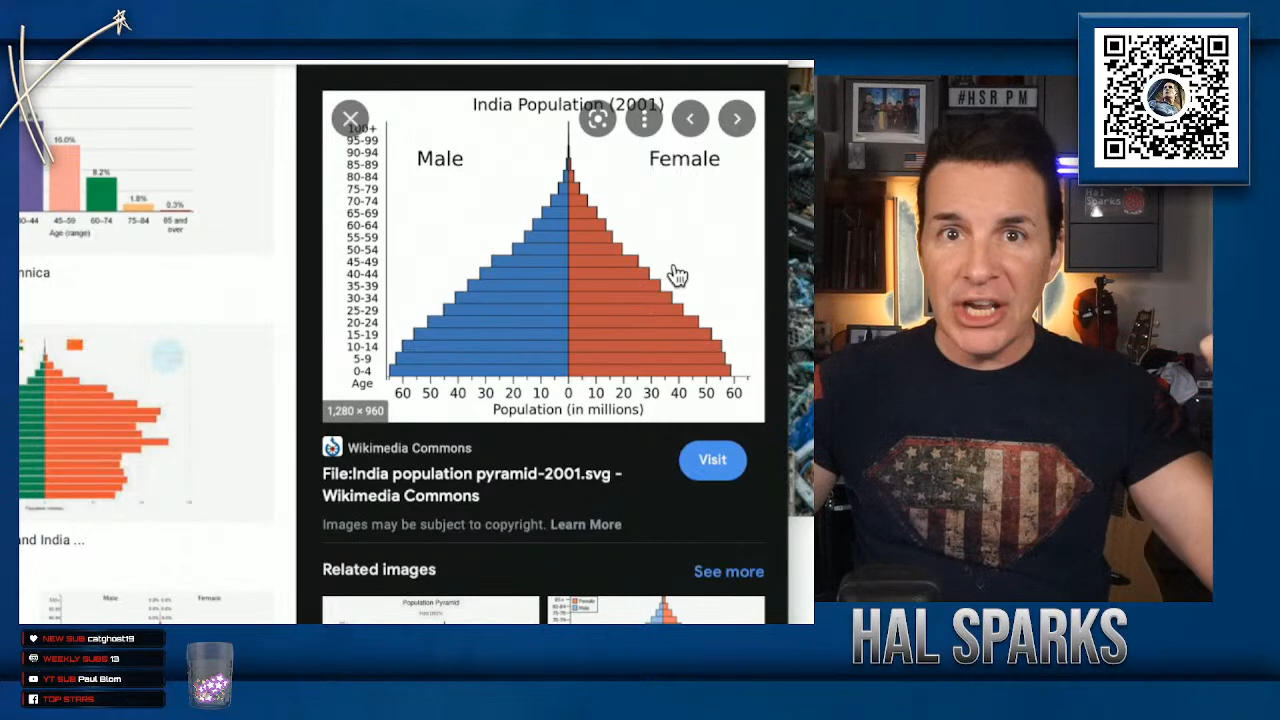 #HSR PM
Hal
Sparks
16.0%
8.2%
1.8%
0.3%
0-44
45-59
60-74
75-84
85 and
over
Age (range)
nnica
nd India ...
Male
Female
India Population (2001)
Male
Female
100+
95-99
90-94
85-89
80-84
75-79
70-74
65-69
60-64
55-59
50-54
45-49
40-44
35-39
30-34
25-29
20-24
15-19
10-14
5-9
0-4
Age
60 50 40 30 20 10 0 10 20 30 40 50 60
Population (in millions)
1,280 × 960
Wikimedia Commons
File:India population pyramid-2001.svg -
Wikimedia Commons
Visit
Images may be subject to copyright. Learn More
Related images
See more
Population Pyramid
HAL SPARKS
NEW SUB catghost19
WEEKLY SUBS 13
YT SUB Paul Blom
TOP STARS